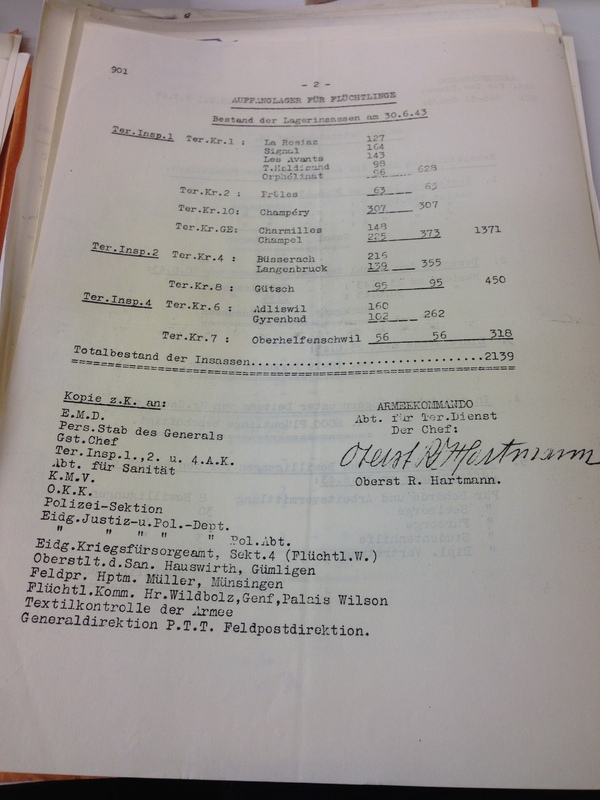 901
- 2 -
AUFFANGLAGER FÜR FLÜCHTLINGE
Bestand der Lagerinsassen am 30.6.43
Ter.Insp.1 Ter.Kr.1 : La Rosiaz 127
Signal 164
Les Avants 143
T.Haldimand 98
Orphélinat 96 628
Ter.Kr.2 : Prêles 63 63
Ter.Kr.10: Champéry 307 307
Ter.Kr.GE: Charmilles 148
Champel 225 373 1371
Ter.Insp.2 Ter.Kr.4 : Büsserach 216
Langenbruck 139 355
Ter.Kr.8 : Gütsch 95 95 450
Ter.Insp.4 Ter.Kr.6 : Adliswil 160
Gyrenbad 102 262
Ter.Kr.7 : Oberhelfenschwil 56 56 318
Totalbestand der Insassen..............................2139
Kopie z.K. an:
E.M.D.
Pers.Stab des Generals
Gst.Chef
Ter.Insp.1.,2. u. 4.A.K.
Abt. für Sanität
K.M.V.
O.K.K.
Polizei-Sektion
Eidg.Justiz-u.Pol.-Dept.
" " " " " Pol.Abt.
Eidg.Kriegsfürsorgeamt, Sekt.4 (Flüchtl.W.)
Oberstlt.d.San. Hauswirth, Gümligen
Feldpr. Hptm. Müller, Münsingen
Flüchtl.Komm. Hr.Wildbolz,Genf,Palais Wilson
Textilkontrolle der Armee
Generaldirektion P.T.T. Feldpostdirektion.
ARMEEKOMMANDO
Abt. für Ter.Dienst
Der Chef:
Oberst R Hartmann
Oberst R. Hartmann.